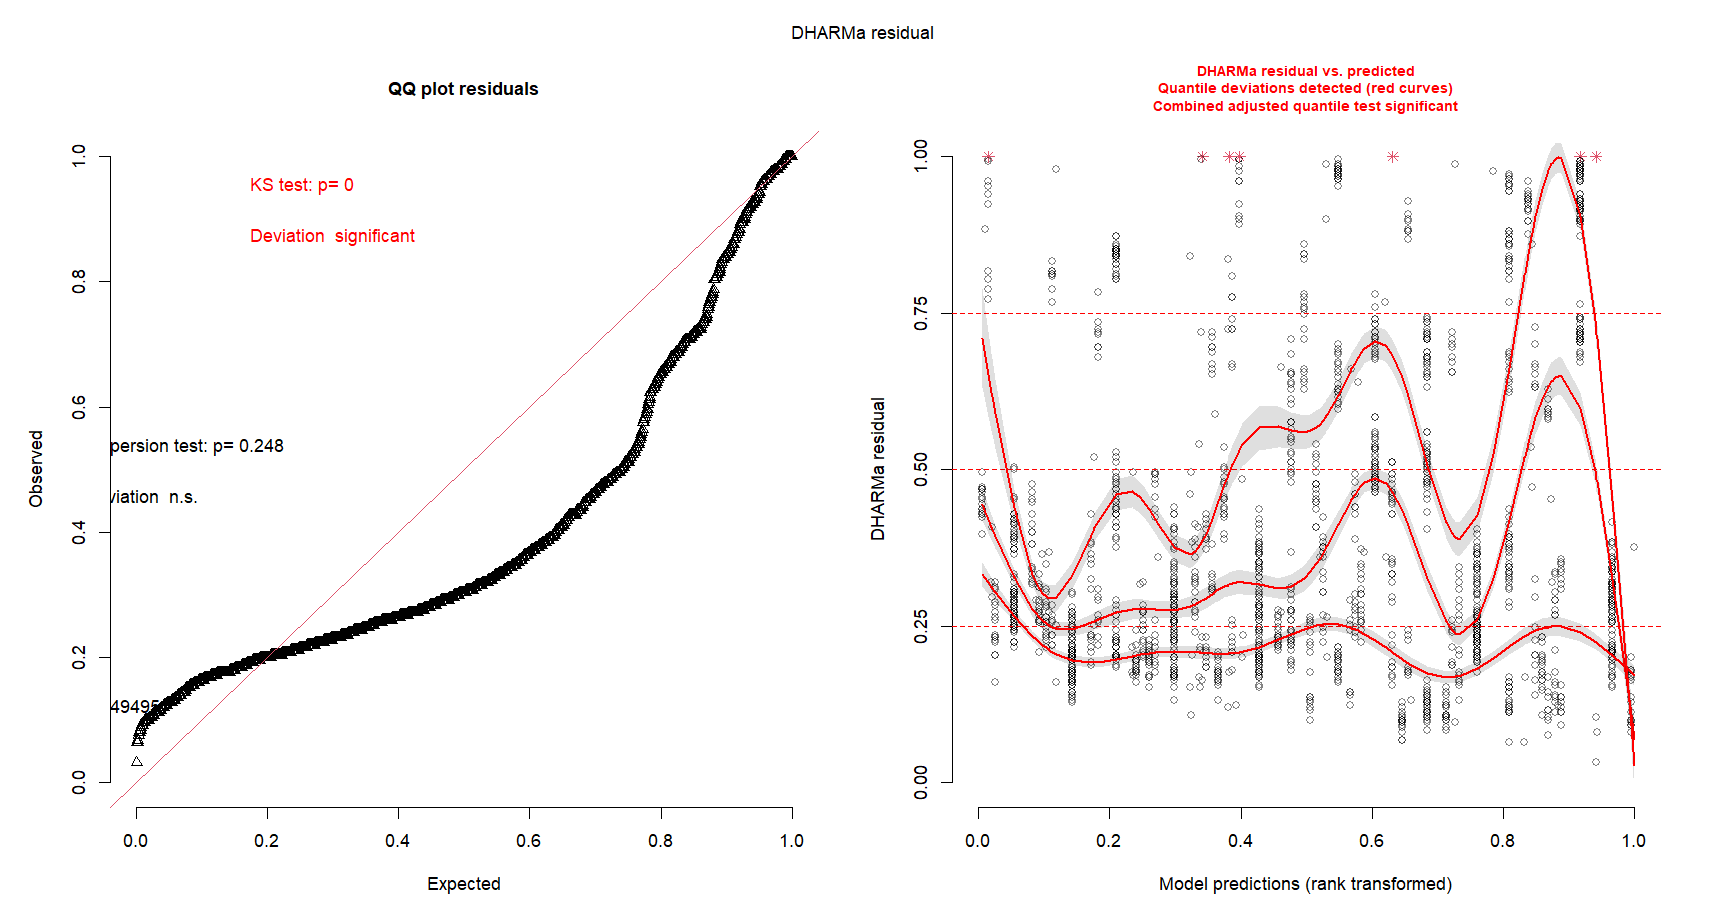 DHARMa residual
QQ plot residuals
KS test: p= 0
Deviation  significant
persion test: p= 0.248
viation  n.s.
49495
Observed
0.0
0.2
0.4
0.6
0.8
1.0
0.0
0.2
0.4
0.6
0.8
1.0
Expected
DHARMa residual vs. predicted
Quantile deviations detected (red curves)
Combined adjusted quantile test significant
DHARMa residual
0.00
0.25
0.50
0.75
1.00
0.0
0.2
0.4
0.6
0.8
1.0
Model predictions (rank transformed)